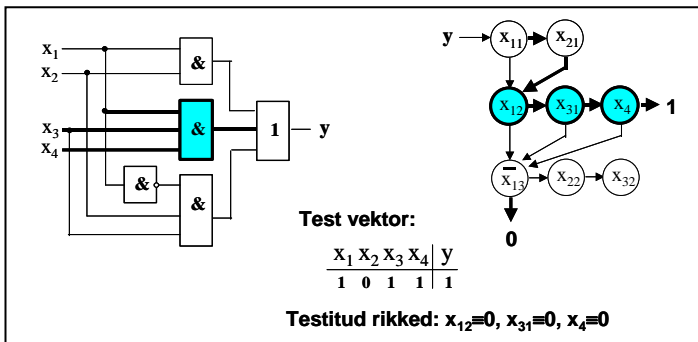 x₁
x₂
x₃
x₄
&
&
&
&
1
y
y
x₁₁
x₂₁
x₁₂
x₃₁
x₄
1
x̄₁₃
x₂₂
x₃₂
0
Test vektor:
x₁ x₂ x₃ x₄ | y
1 0 1 1 | 1
Testitud rikked: x₁₂≡0, x₃₁≡0, x₄≡0